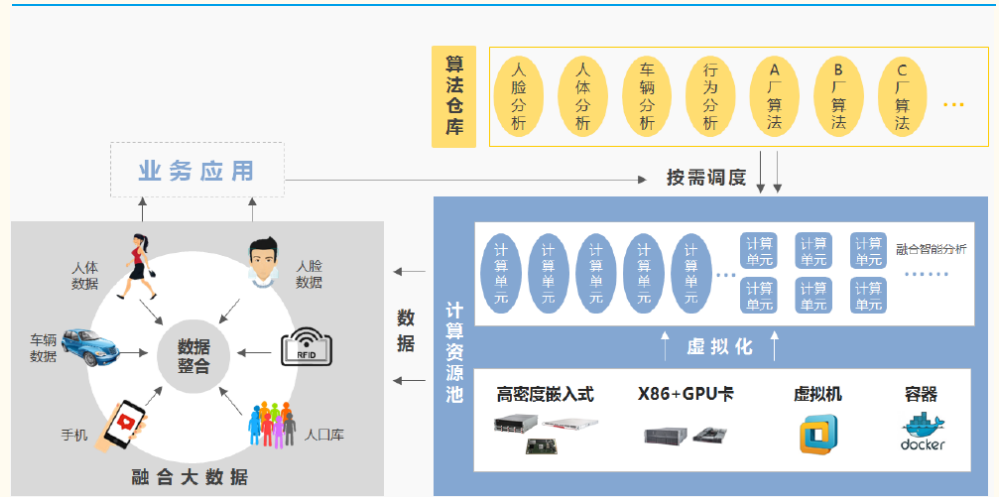 算法仓库
人脸分析
人体分析
车辆分析
行为分析
A厂算法
B厂算法
C厂算法
...
业务应用
按需调度
人体
数据
人脸
数据
车辆
数据
RFID
数据
整合
手机
人口库
融合大数据
数据
计算资源池
计算单元
计算单元
计算单元
计算单元
计算单元
...
计算
单元
计算
单元
计算
单元
计算
单元
计算
单元
计算
单元
融合智能分析
......
虚拟化
高密度嵌入式
X86+GPU卡
虚拟机
容器
docker